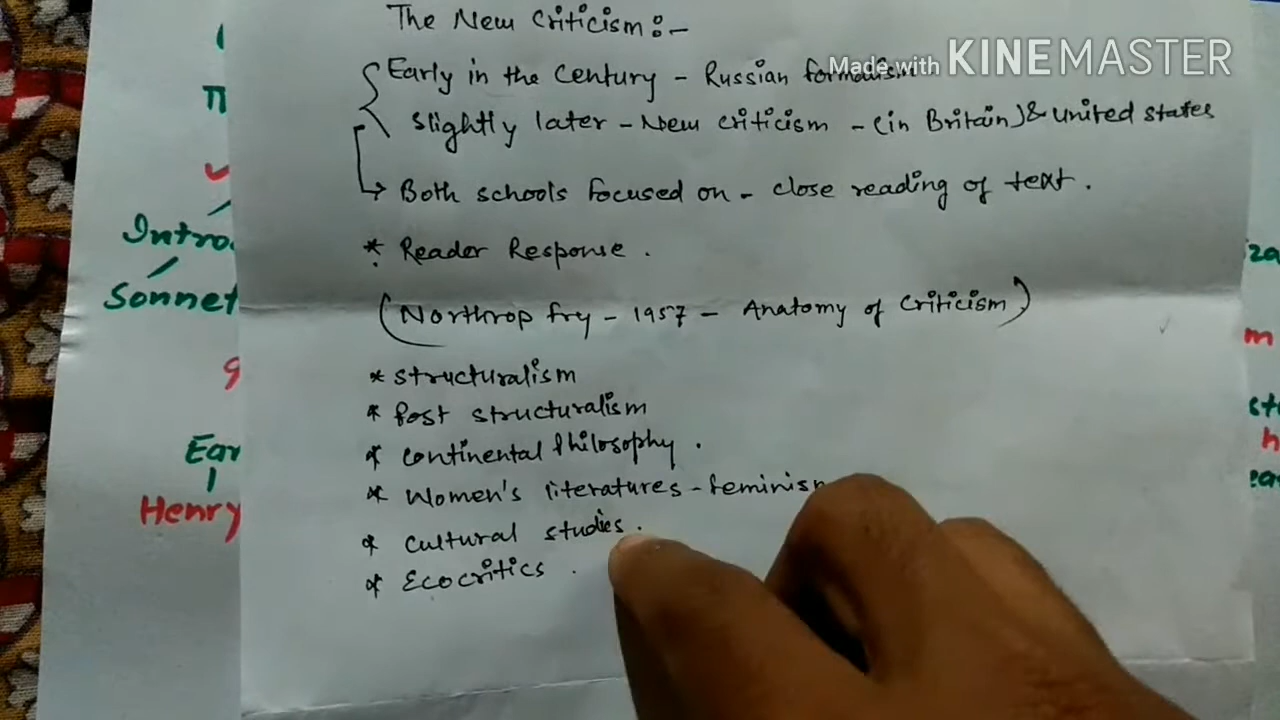 The New Criticism:-
Made with KINEMASTER
Early in the Century - Russian formalism
slightly later - New criticism - (in Britain) & United states
Both schools focused on - close reading of text.
* Reader Response.
(Northrop fry - 1957 - Anatomy of Criticism)
* structuralism
* Post structuralism
* continental Philosophy.
* Women's literatures - feminism
* cultural studies.
* Ecocritics.
Intro
Sonnet
Ear
Henry